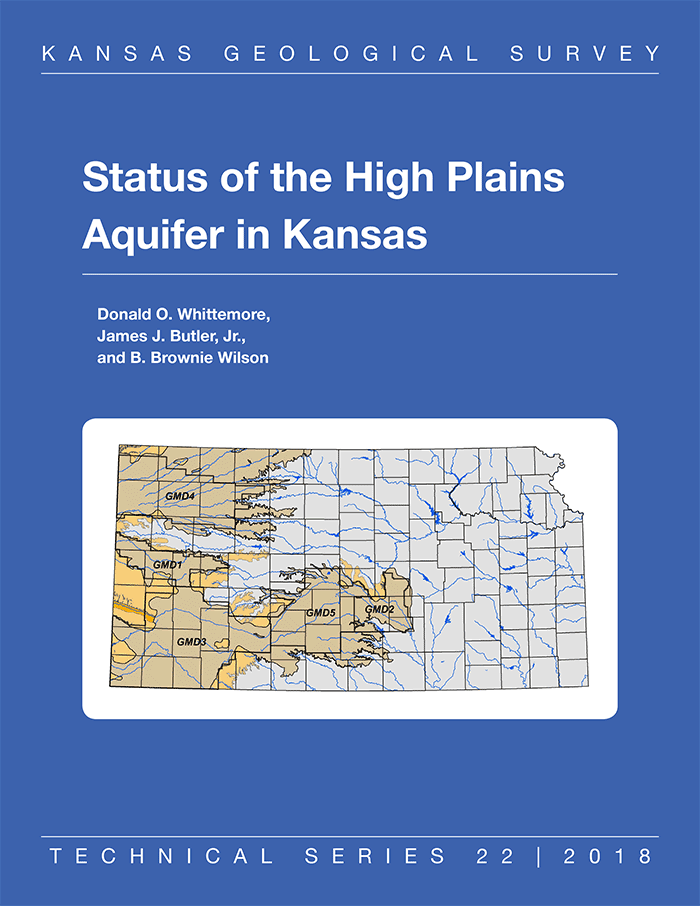 KANSAS GEOLOGICAL SURVEY
Status of the High Plains
Aquifer in Kansas
Donald O. Whittemore,
James J. Butler, Jr.,
and B. Brownie Wilson
GMD4
GMD1
GMD5
GMD2
GMD3
TECHNICAL SERIES 22 | 2018